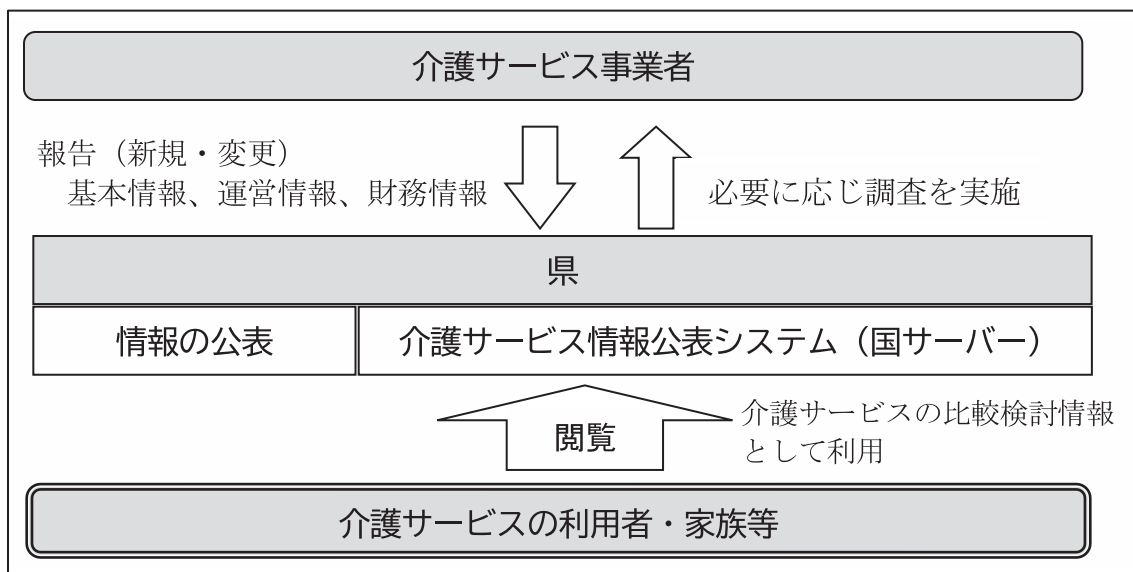 介護サービス事業者
報告（新規・変更）
基本情報、運営情報、財務情報
必要に応じ調査を実施
県
情報の公表
介護サービス情報公表システム（国サーバー）
閲覧
介護サービスの比較検討情報
として利用
介護サービスの利用者・家族等